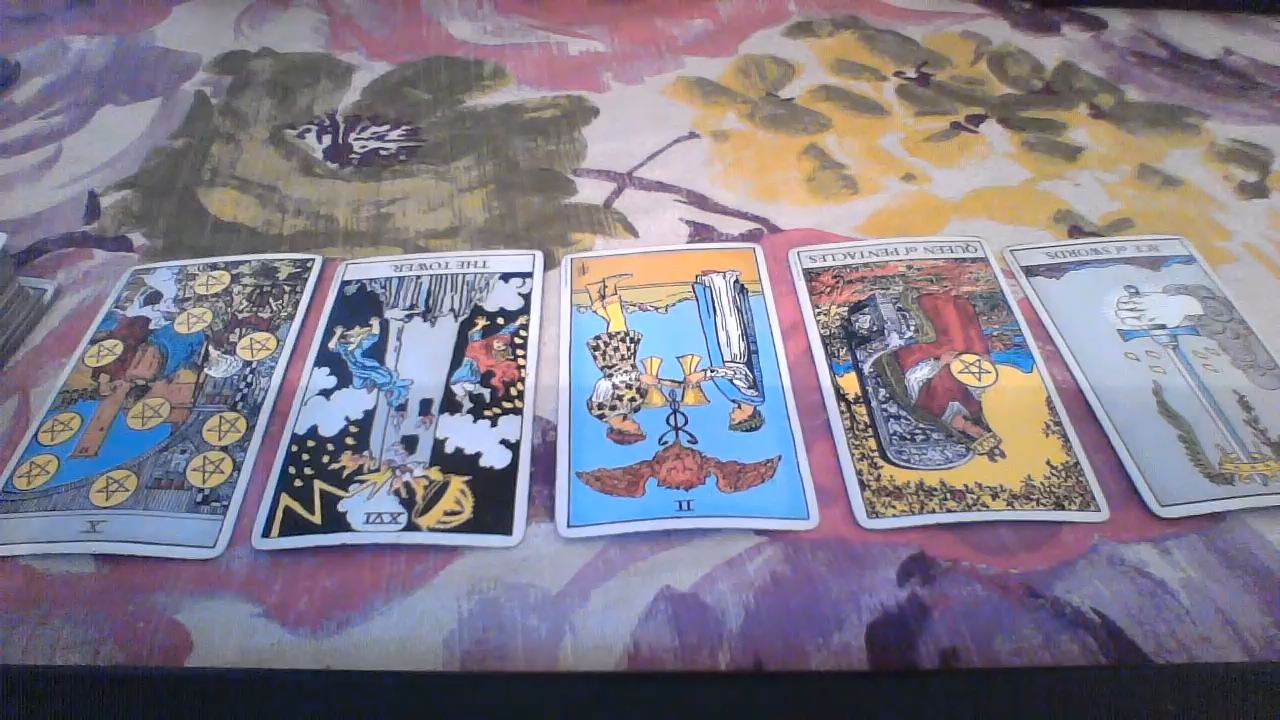 X
THE TOWER.
XVI
II
QUEEN of PENTACLES.
ACE of SWORDS.